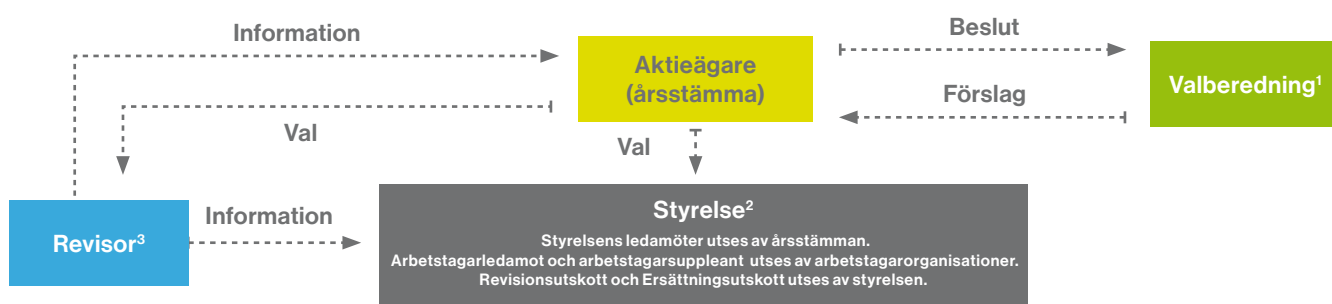 Information
Beslut
Aktieägare
(årsstämma)
Valberedning¹
Förslag
Val
Val
Styrelse²
Information
Revisor³
Styrelsens ledamöter utses av årsstämman.
Arbetstagarledamot och arbetstagarsuppleant utses av arbetstagarorganisationer.
Revisionsutskott och Ersättningsutskott utses av styrelsen.